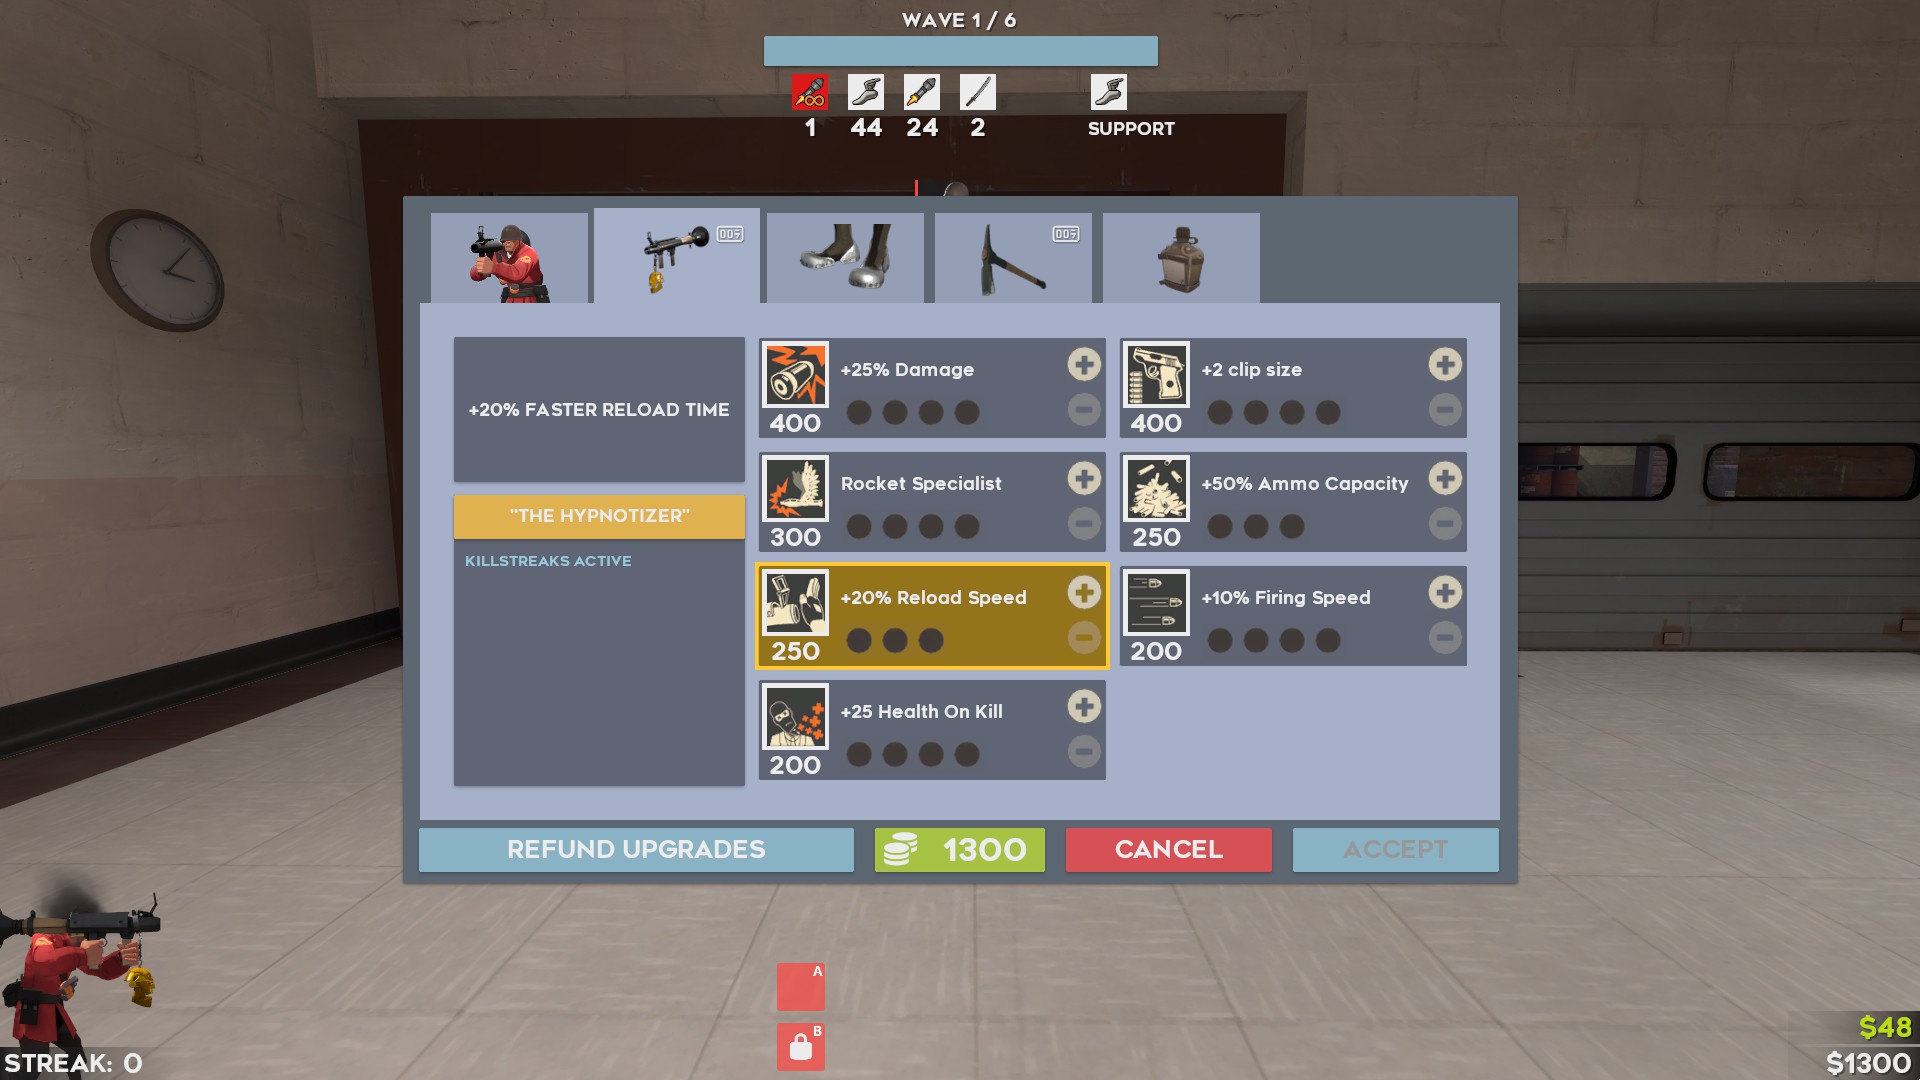 WAVE 1 / 6
1 44 24 2 SUPPORT
+20% FASTER RELOAD TIME
"THE HYPNOTIZER"
KILLSTREAKS ACTIVE
+25% Damage
400
+2 clip size
400
Rocket Specialist
300
+50% Ammo Capacity
250
+20% Reload Speed
250
+10% Firing Speed
200
+25 Health On Kill
200
REFUND UPGRADES
1300
CANCEL
ACCEPT
A
B
STREAK: 0
$48
$1300